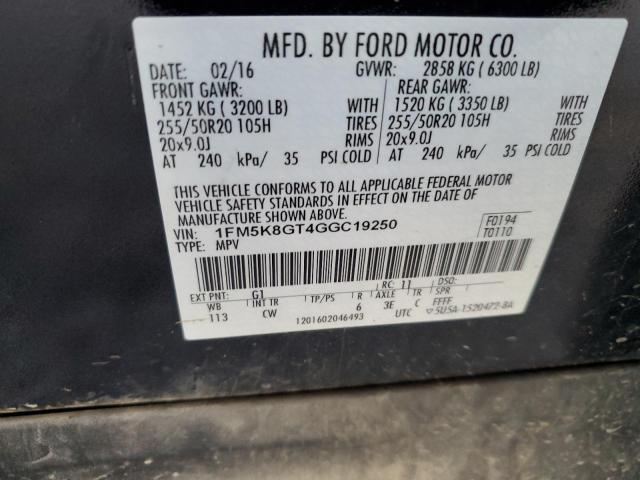 MFD. BY FORD MOTOR CO.
DATE: 02/16 GVWR: 2858 KG ( 6300 LB)
FRONT GAWR: REAR GAWR:
1452 KG ( 3200 LB) WITH 1520 KG ( 3350 LB) WITH
255/50R20 105H TIRES 255/50R20 105H TIRES
20x9.0J RIMS 20x9.0J RIMS
AT 240 kPa/ 35 PSI COLD AT 240 kPa/ 35 PSI COLD
THIS VEHICLE CONFORMS TO ALL APPLICABLE FEDERAL MOTOR
VEHICLE SAFETY STANDARDS IN EFFECT ON THE DATE OF
MANUFACTURE SHOWN ABOVE.
VIN: 1FM5K8GT4GGC19250 F0194
TYPE: MPV T0110
EXT PNT: G1 RC: 11 DSO:
WB INT TR TP/PS R AXLE TR SPR
113 CW 6 3E C FFFF
1201602046493 UTC ▽5U5A-1520472-8A